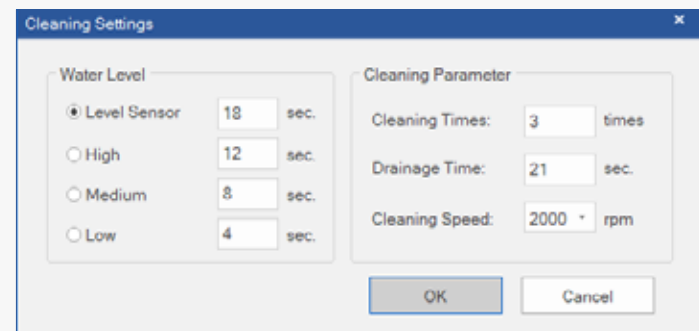 Cleaning Settings ×
Water Level
Level Sensor 18 sec.
High 12 sec.
Medium 8 sec.
Low 4 sec.
Cleaning Parameter
Cleaning Times: 3 times
Drainage Time: 21 sec.
Cleaning Speed: 2000 rpm
OK Cancel